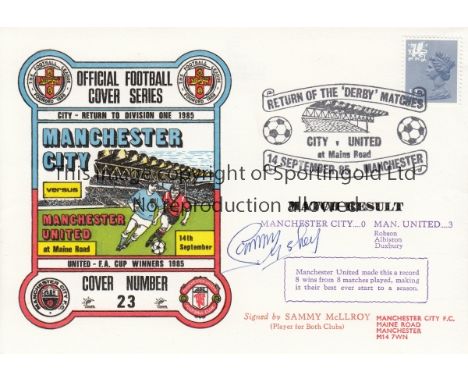 OFFICIAL FOOTBALL
COVER SERIES
CITY - RETURN TO DIVISION ONE 1985
MANCHESTER
CITY
versus
MANCHESTER
UNITED
at Maine Road
14th
September
UNITED - F.A. CUP WINNERS 1985
COVER NUMBER
23
RETURN OF THE 'DERBY' MATCHES
CITY v UNITED
at Maine Road
14 SEPTEMBER 85 MANCHESTER
This image is copyright of Sportingold Ltd
No reproduction
MATCH RESULT
MANCHESTER CITY...0 MAN. UNITED...3
Robson
Albiston
Duxbury
Manchester United made this a record
8 wins from 8 matches played, making
it their best ever start to a season.
Signed by SAMMY McLLROY
(Player for Both Clubs)
MANCHESTER CITY F.C.
MAINE ROAD
MANCHESTER
M14 7WN